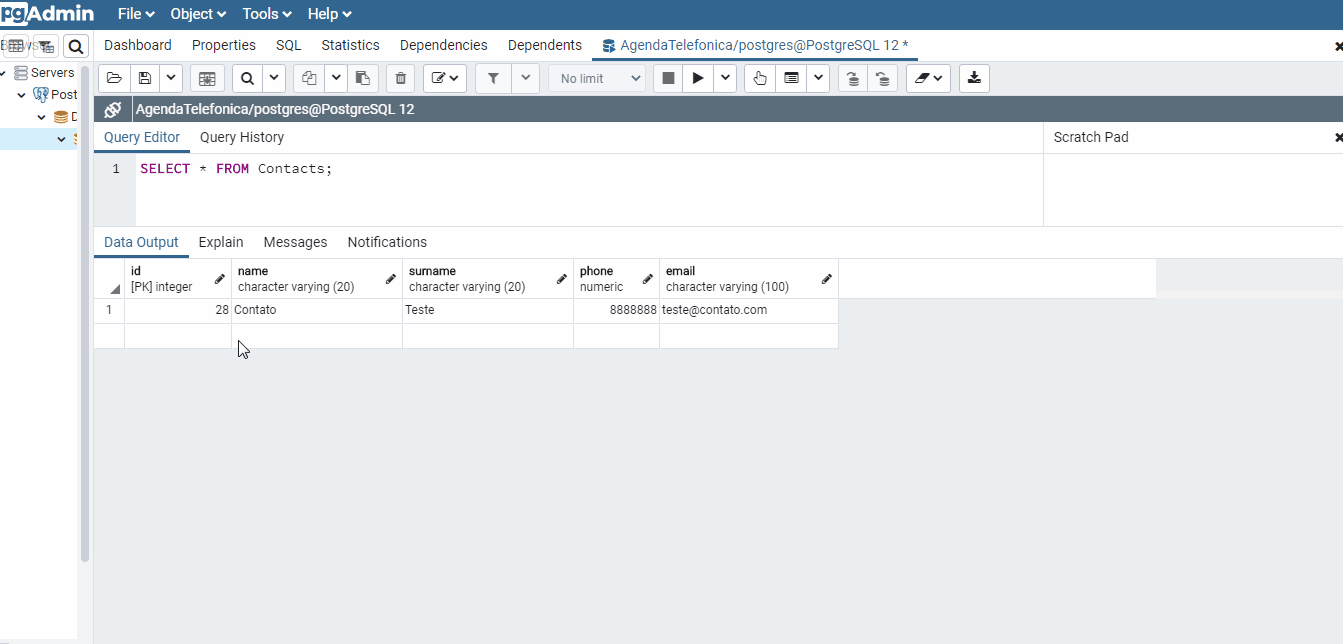 pgAdmin File Object Tools Help
Dashboard Properties SQL Statistics Dependencies Dependents AgendaTelefonica/postgres@PostgreSQL 12 *
Servers
Post
D
No limit
AgendaTelefonica/postgres@PostgreSQL 12
Query Editor Query History Scratch Pad
1 SELECT * FROM Contacts;
Data Output Explain Messages Notifications
id name surname phone email
[PK] integer character varying (20) character varying (20) numeric character varying (100)
1 28 Contato Teste 8888888 teste@contato.com